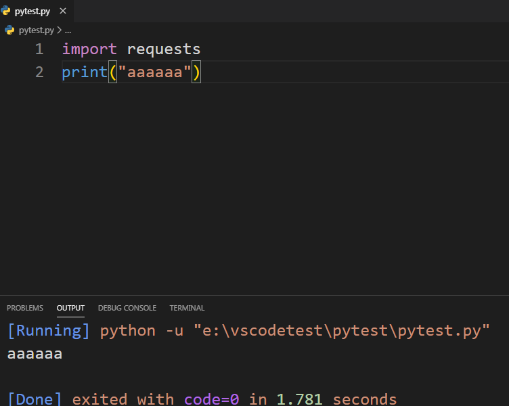 pytest.py ×
pytest.py > ...
1 import requests
2 print("aaaaaa")
PROBLEMS OUTPUT DEBUG CONSOLE TERMINAL
[Running] python -u "e:\vscodetest\pytest\pytest.py"
aaaaaa
[Done] exited with code=0 in 1.781 seconds